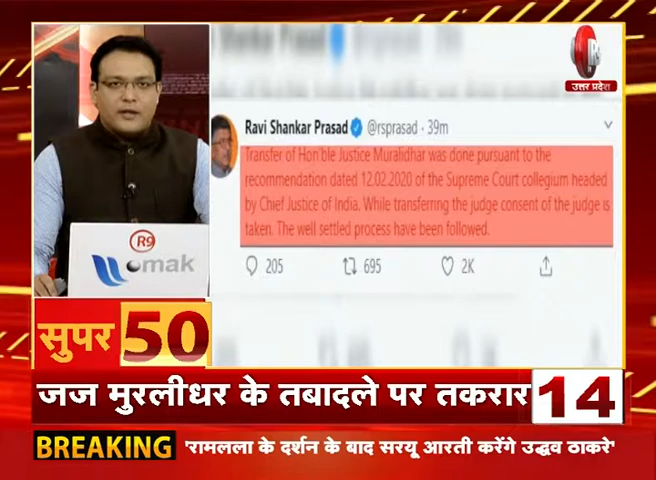 R9
उत्तर प्रदेश
Ravi Shankar Prasad @rsprasad · 39m
Transfer of Hon'ble Justice Muralidhar was done pursuant to the
recommendation dated 12.02.2020 of the Supreme Court collegium headed
by Chief Justice of India. While transferring the judge consent of the judge is
taken. The well settled process have been followed.
205 695 2K
R9
omak
सुपर 50
जज मुरलीधर के तबादले पर तकरार 14
BREAKING 'रामलला के दर्शन के बाद सरयू आरती करेंगे उद्धव ठाकरे'